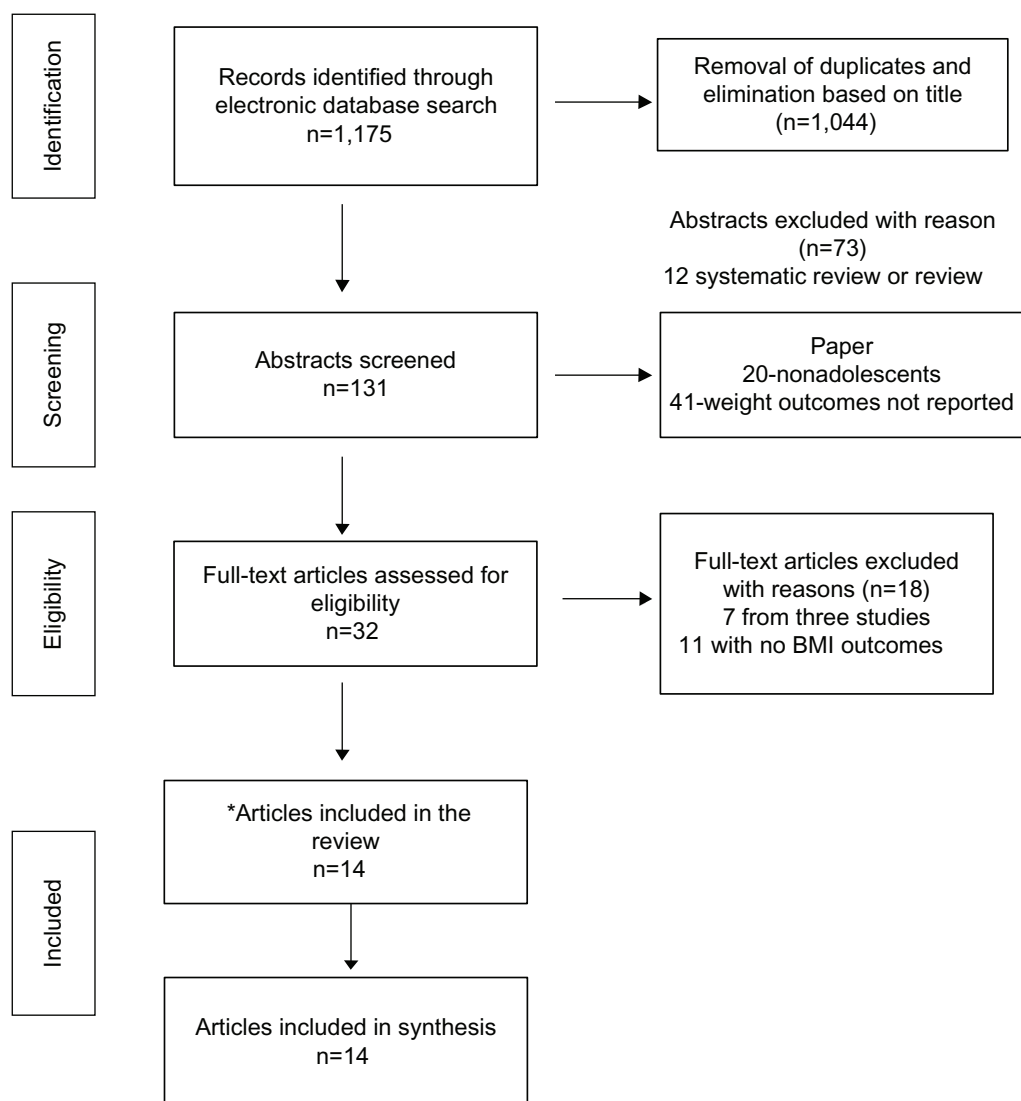 Identification
Records identified through
electronic database search
n=1,175
Removal of duplicates and
elimination based on title
(n=1,044)
Abstracts excluded with reason
(n=73)
12 systematic review or review
Screening
Abstracts screened
n=131
Paper
20-nonadolescents
41-weight outcomes not reported
Eligibility
Full-text articles assessed for
eligibility
n=32
Full-text articles excluded
with reasons (n=18)
7 from three studies
11 with no BMI outcomes
Included
*Articles included in the
review
n=14
Articles included in synthesis
n=14